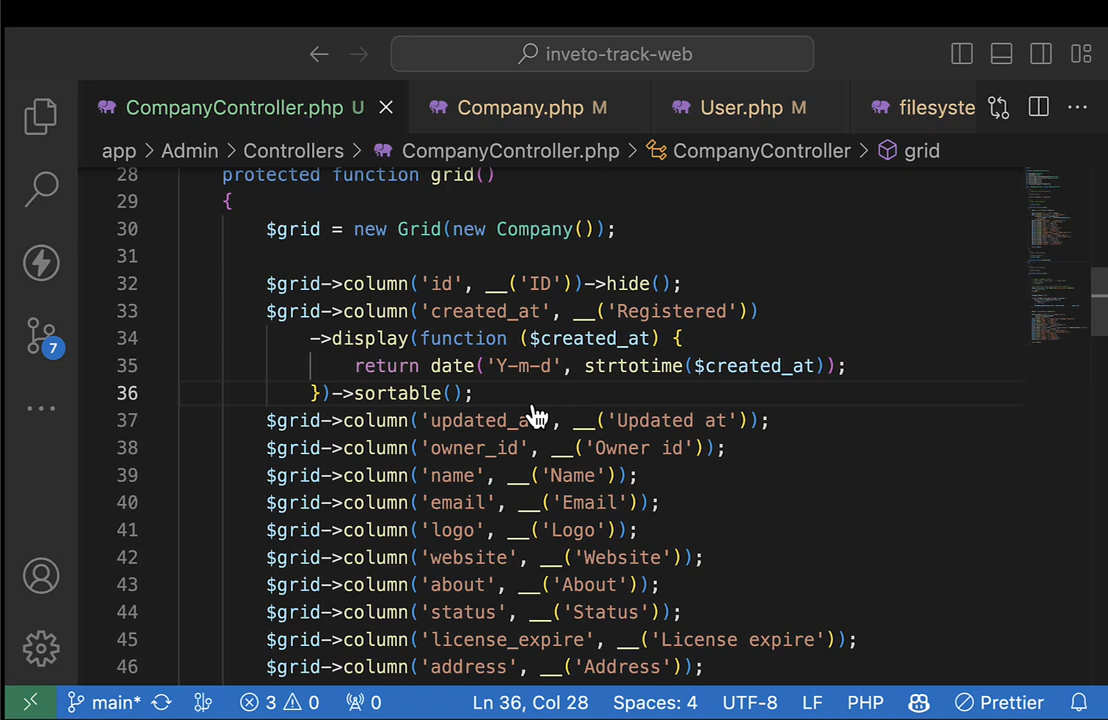 inveto-track-web
CompanyController.php U
Company.php M
User.php M
filesyste
app > Admin > Controllers > CompanyController.php > CompanyController > grid
28 protected function grid()
29 {
30 $grid = new Grid(new Company());
31
32 $grid->column('id', __('ID'))->hide();
33 $grid->column('created_at', __('Registered'))
34 ->display(function ($created_at) {
35 return date('Y-m-d', strtotime($created_at));
36 })->sortable();
37 $grid->column('updated_a , __('Updated at'));
38 $grid->column('owner_id', __('Owner id'));
39 $grid->column('name', __('Name'));
40 $grid->column('email', __('Email'));
41 $grid->column('logo', __('Logo'));
42 $grid->column('website', __('Website'));
43 $grid->column('about', __('About'));
44 $grid->column('status', __('Status'));
45 $grid->column('license_expire', __('License expire'));
46 $grid->column('address', __('Address'));
7
main* 3 0 0 Ln 36, Col 28 Spaces: 4 UTF-8 LF PHP Prettier